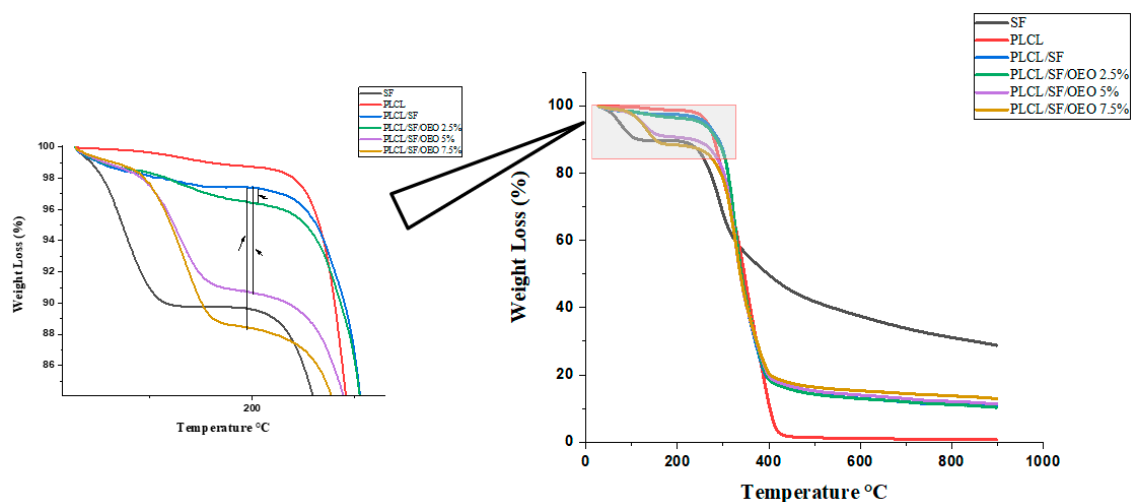 SF
PLCL
PLCL/SF
PLCL/SF/OEO 2.5%
PLCL/SF/OEO 5%
PLCL/SF/OEO 7.5%
100
98
96
94
92
90
88
86
Weight Loss (%)
200
Temperature °C
SF
PLCL
PLCL/SF
PLCL/SF/OEO 2.5%
PLCL/SF/OEO 5%
PLCL/SF/OEO 7.5%
100
80
60
40
20
0
Weight Loss (%)
0 200 400 600 800 1000
Temperature °C